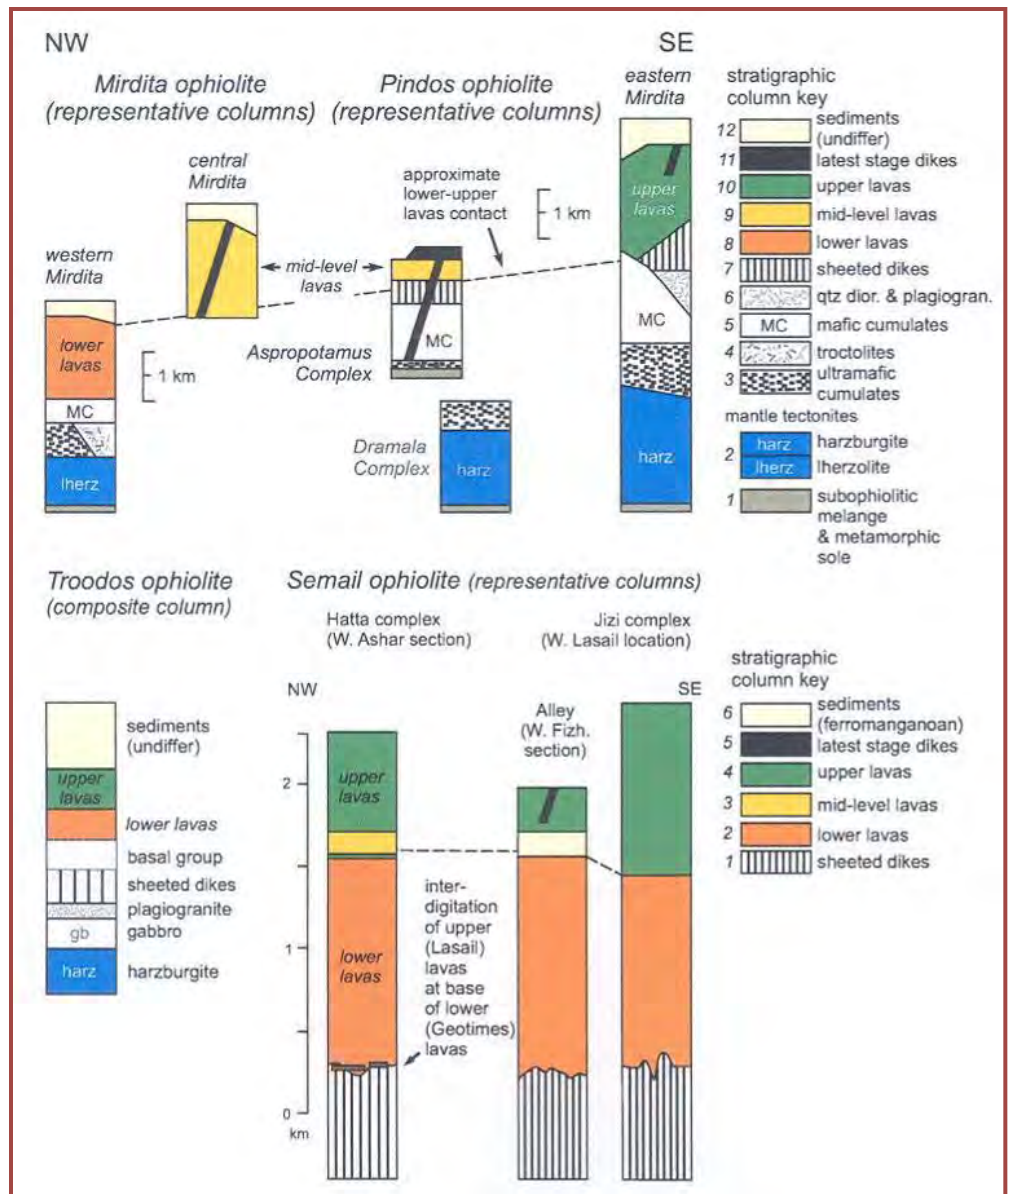 NW
SE
Mirdita ophiolite
(representative columns)
Pindos ophiolite
(representative columns)
eastern
Mirdita
stratigraphic
column key
central
Mirdita
approximate
lower-upper
lavas contact
1 km
western
Mirdita
mid-level
lavas
upper
lavas
lower
lavas
1 km
MC
MC
MC
Aspropotamus
Complex
Dramala
Complex
lherz
harz
harz
12 sediments
(undiffer)
11 latest stage dikes
10 upper lavas
9 mid-level lavas
8 lower lavas
7 sheeted dikes
6 qtz dior. & plagiogran.
5 MC mafic cumulates
4 troctolites
3 ultramafic
cumulates
mantle tectonites
2 harz harzburgite
lherz lherzolite
1 subophiolitic
melange
& metamorphic
sole
Troodos ophiolite
(composite column)
sediments
(undiffer)
upper
lavas
lower lavas
basal group
sheeted dikes
plagiogranite
gb gabbro
harz harzburgite
Semail ophiolite (representative columns)
Hatta complex
(W. Ashar section)
Jizi complex
(W. Lasail location)
NW
SE
Alley
(W. Fizh.
section)
2
1
0
km
upper
lavas
lower
lavas
inter-
digitation
of upper
(Lasail)
lavas
at base
of lower
(Geotimes)
lavas
stratigraphic
column key
6 sediments
(ferromanganoan)
5 latest stage dikes
4 upper lavas
3 mid-level lavas
2 lower lavas
1 sheeted dikes